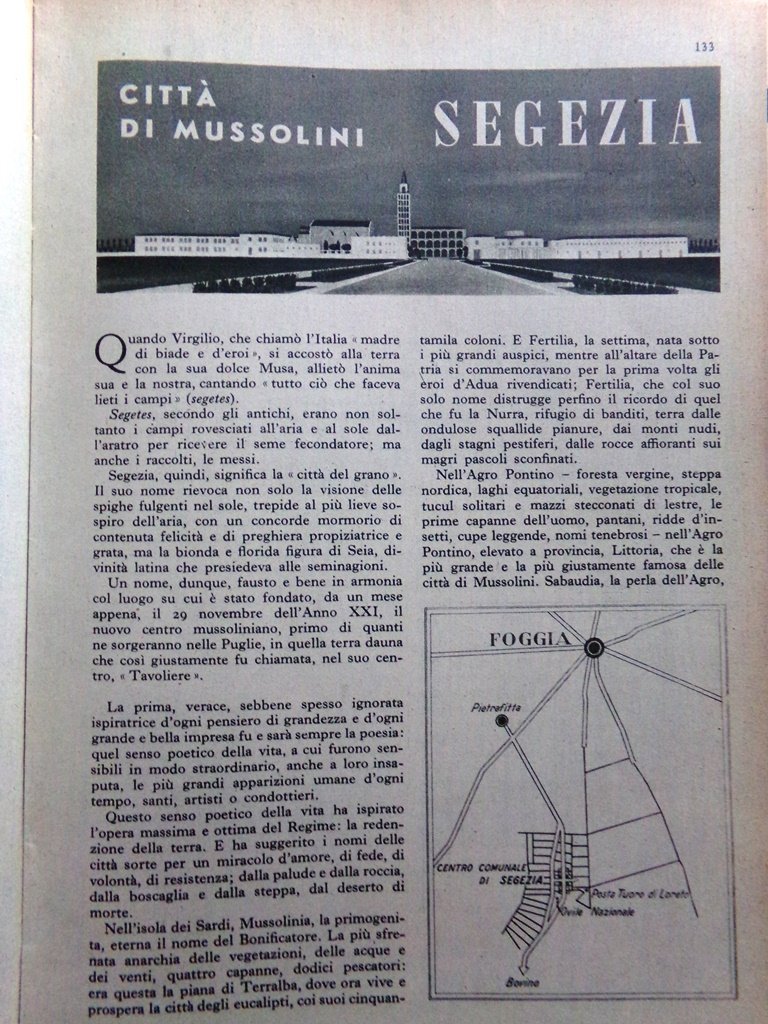 133
CITTÀ
DI MUSSOLINI
SEGEZIA
Quando Virgilio, che chiamò l'Italia « madre
di biade e d'eroi », si accostò alla terra
con la sua dolce Musa, allietò l'anima
sua e la nostra, cantando « tutto ciò che faceva
lieti i campi » (segetes).
Segetes, secondo gli antichi, erano non sol-
tanto i campi rovesciati all'aria e al sole dal-
l'aratro per ricevere il seme fecondatore; ma
anche i raccolti, le messi.
Segezia, quindi, significa la « città del grano ».
Il suo nome rievoca non solo la visione delle
spighe fulgenti nel sole, trepide al più lieve so-
spiro dell'aria, con un concorde mormorio di
contenuta felicità e di preghiera propiziatrice e
grata, ma la bionda e florida figura di Seia, di-
vinità latina che presiedeva alle seminagioni.
Un nome, dunque, fausto e bene in armonia
col luogo su cui è stato fondato, da un mese
appena, il 29 novembre dell'Anno XXI, il
nuovo centro mussoliniano, primo di quanti
ne sorgeranno nelle Puglie, in quella terra dauna
che così giustamente fu chiamata, nel suo cen-
tro, « Tavoliere ».
La prima, verace, sebbene spesso ignorata
ispiratrice d'ogni pensiero di grandezza e d'ogni
grande e bella impresa fu e sarà sempre la poesia:
quel senso poetico della vita, a cui furono sen-
sibili in modo straordinario, anche a loro insa-
puta, le più grandi apparizioni umane d'ogni
tempo, santi, artisti o condottieri.
Questo senso poetico della vita ha ispirato
l'opera massima e ottima del Regime: la reden-
zione della terra. E ha suggerito i nomi delle
città sorte per un miracolo d'amore, di fede, di
volontà, di resistenza; dalla palude e dalla roccia,
dalla boscaglia e dalla steppa, dal deserto di
morte.
Nell'isola dei Sardi, Mussolinia, la primogeni-
ta, eterna il nome del Bonificatore. La più sfre-
nata anarchia delle vegetazioni, delle acque e
dei venti, quattro capanne, dodici pescatori:
era questa la piana di Terralba, dove ora vive e
prospera la città degli eucalipti, coi suoi cinquan-
tamila coloni. E Fertilia, la settima, nata sotto
i più grandi auspici, mentre all'altare della Pa-
tria si commemoravano per la prima volta gli
eroi d'Adua rivendicati; Fertilia, che col suo
solo nome distrugge perfino il ricordo di quel
che fu la Nurra, rifugio di banditi, terra dalle
ondulose squallide pianure, dai monti nudi,
dagli stagni pestiferi, dalle rocce affioranti sui
magri pascoli sconfinati.
Nell'Agro Pontino – foresta vergine, steppa
nordica, laghi equatoriali, vegetazione tropicale,
tucul solitari e mazzi stecconati di lestre, le
prime capanne dell'uomo, pantani, ridde d'in-
setti, cupe leggende, nomi tenebrosi – nell'Agro
Pontino, elevato a provincia, Littoria, che è la
più grande e la più giustamente famosa delle
città di Mussolini. Sabaudia, la perla dell'Agro,
FOGGIA
Pietrafitta
CENTRO COMUNALE
DI SEGEZIA
Posta Tuoro di Loreto
Ovile Nazionale
Bovino